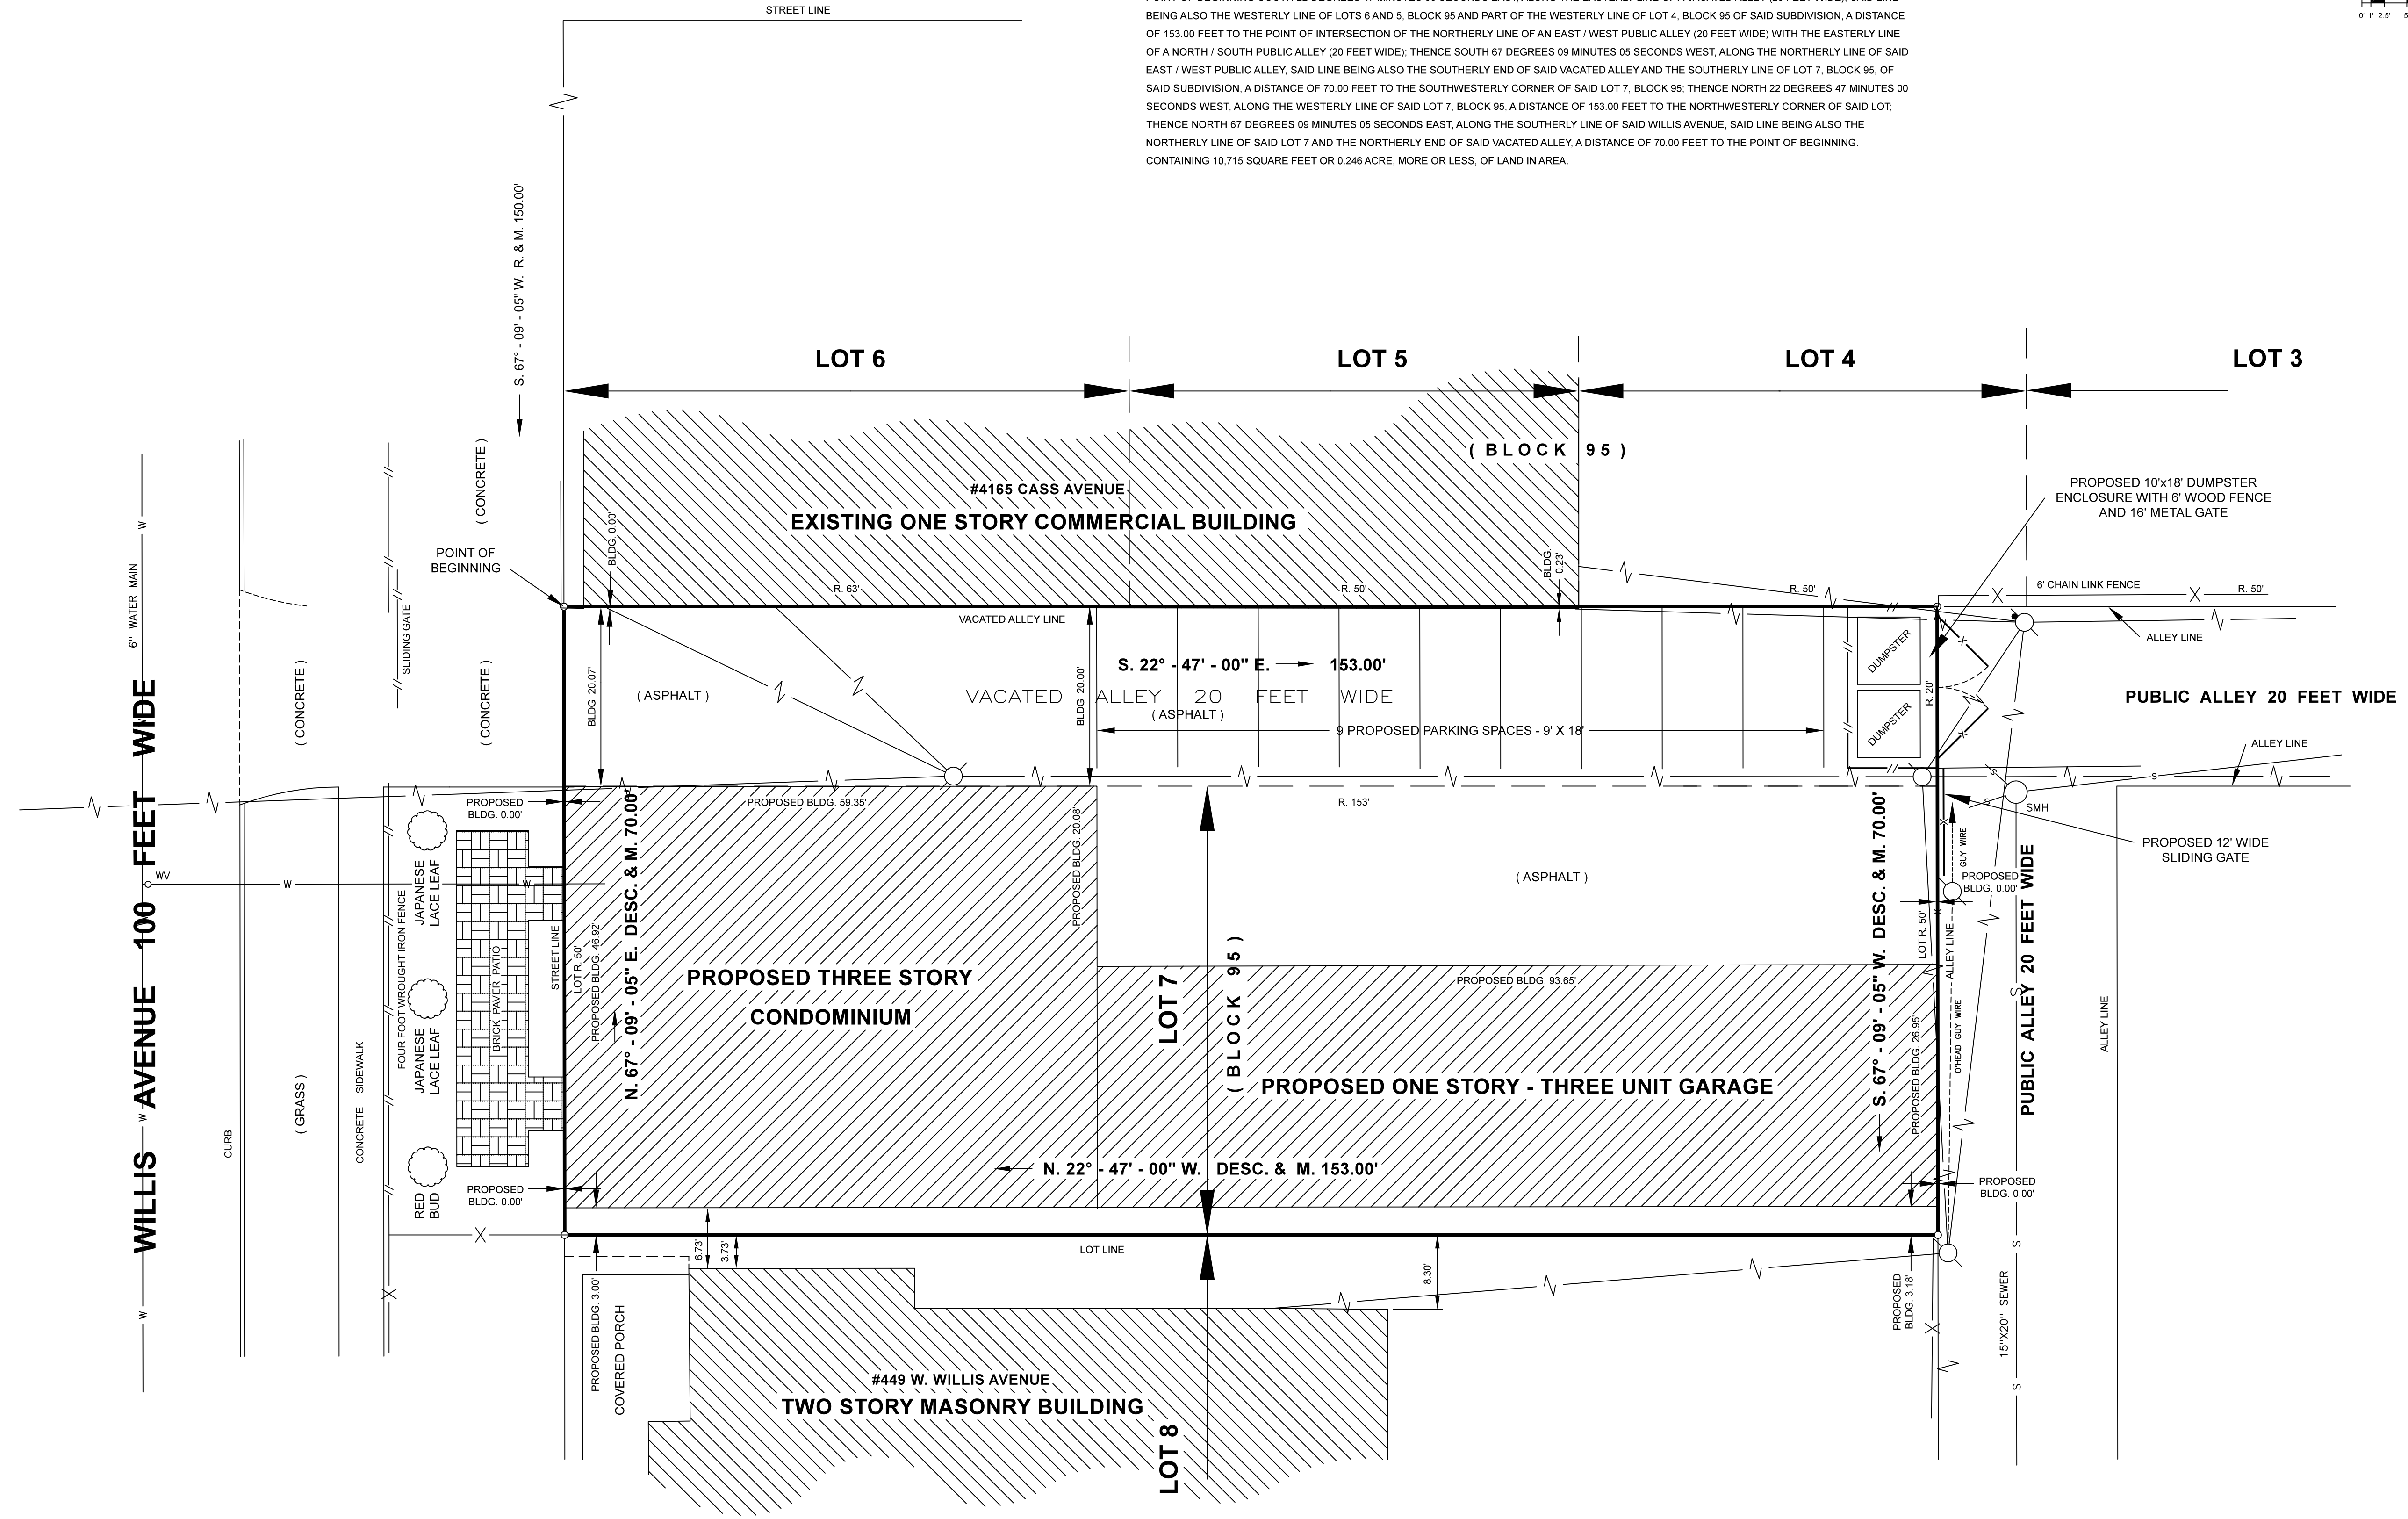 STREET LINE
BEING ALSO THE WESTERLY LINE OF LOTS 6 AND 5, BLOCK 95 AND PART OF THE WESTERLY LINE OF LOT 4, BLOCK 95 OF SAID SUBDIVISION, A DISTANCE
OF 153.00 FEET TO THE POINT OF INTERSECTION OF THE NORTHERLY LINE OF AN EAST / WEST PUBLIC ALLEY (20 FEET WIDE) WITH THE EASTERLY LINE
OF A NORTH / SOUTH PUBLIC ALLEY (20 FEET WIDE); THENCE SOUTH 67 DEGREES 09 MINUTES 05 SECONDS WEST, ALONG THE NORTHERLY LINE OF SAID
EAST / WEST PUBLIC ALLEY, SAID LINE BEING ALSO THE SOUTHERLY END OF SAID VACATED ALLEY AND THE SOUTHERLY LINE OF LOT 7, BLOCK 95, OF
SAID SUBDIVISION, A DISTANCE OF 70.00 FEET TO THE SOUTHWESTERLY CORNER OF SAID LOT 7, BLOCK 95; THENCE NORTH 22 DEGREES 47 MINUTES 00
SECONDS WEST, ALONG THE WESTERLY LINE OF SAID LOT 7, BLOCK 95, A DISTANCE OF 153.00 FEET TO THE NORTHWESTERLY CORNER OF SAID LOT;
THENCE NORTH 67 DEGREES 09 MINUTES 05 SECONDS EAST, ALONG THE SOUTHERLY LINE OF SAID WILLIS AVENUE, SAID LINE BEING ALSO THE
NORTHERLY LINE OF SAID LOT 7 AND THE NORTHERLY END OF SAID VACATED ALLEY, A DISTANCE OF 70.00 FEET TO THE POINT OF BEGINNING.
CONTAINING 10,715 SQUARE FEET OR 0.246 ACRE, MORE OR LESS, OF LAND IN AREA.
0' 1' 2.5' 5
S. 67° - 09' - 05" W. R. & M. 150.00'
LOT 6
LOT 5
LOT 4
LOT 3
( BLOCK 95 )
#4165 CASS AVENUE
EXISTING ONE STORY COMMERCIAL BUILDING
BLDG. 0.00'
BLDG.
0.23'
R. 63'
R. 50'
R. 50'
R. 50'
PROPOSED 10'x18' DUMPSTER
ENCLOSURE WITH 6' WOOD FENCE
AND 16' METAL GATE
6' CHAIN LINK FENCE
ALLEY LINE
PUBLIC ALLEY 20 FEET WIDE
ALLEY LINE
POINT OF
BEGINNING
( CONCRETE )
( CONCRETE )
( CONCRETE )
SLIDING GATE
6" WATER MAIN
W
W
W
WV
W
W
WILLIS AVENUE 100 FEET WIDE
VACATED ALLEY LINE
BLDG 20.07'
( ASPHALT )
BLDG 20.00'
S. 22° - 47' - 00" E. 153.00'
VACATED ALLEY 20 FEET WIDE
( ASPHALT )
9 PROPOSED PARKING SPACES - 9' X 18'
DUMPSTER
DUMPSTER
R. 20'
PROPOSED
BLDG. 0.00'
PROPOSED BLDG. 59.35'
PROPOSED BLDG. 20.08'
R. 153'
( ASPHALT )
SMH
S
S
S
PROPOSED 12' WIDE
SLIDING GATE
GUY WIRE
PROPOSED
BLDG. 0.00'
LOT R. 50'
ALLEY LINE
O'HEAD GUY WIRE
S. 67° - 09' - 05" W. DESC. & M. 70.00'
PROPOSED BLDG. 26.95'
PUBLIC ALLEY 20 FEET WIDE
ALLEY LINE
JAPANESE
LACE LEAF
JAPANESE
LACE LEAF
RED
BUD
FOUR FOOT WROUGHT IRON FENCE
BRICK PAVER PATIO
STREET LINE
LOT R. 50'
PROPOSED BLDG. 46.92'
N. 67° - 09' - 05" E. DESC. & M. 70.00'
PROPOSED THREE STORY
CONDOMINIUM
LOT 7
( BLOCK 95 )
PROPOSED BLDG. 93.65'
PROPOSED ONE STORY - THREE UNIT GARAGE
N. 22° - 47' - 00" W. DESC. & M. 153.00'
CURB
( GRASS )
CONCRETE SIDEWALK
PROPOSED
BLDG. 0.00'
PROPOSED
BLDG. 0.00'
6.73'
3.73'
LOT LINE
8.30'
PROPOSED BLDG. 3.00'
COVERED PORCH
PROPOSED
BLDG. 3.18'
15"X20" SEWER
S
S
S
W
W
#449 W. WILLIS AVENUE
TWO STORY MASONRY BUILDING
LOT 8